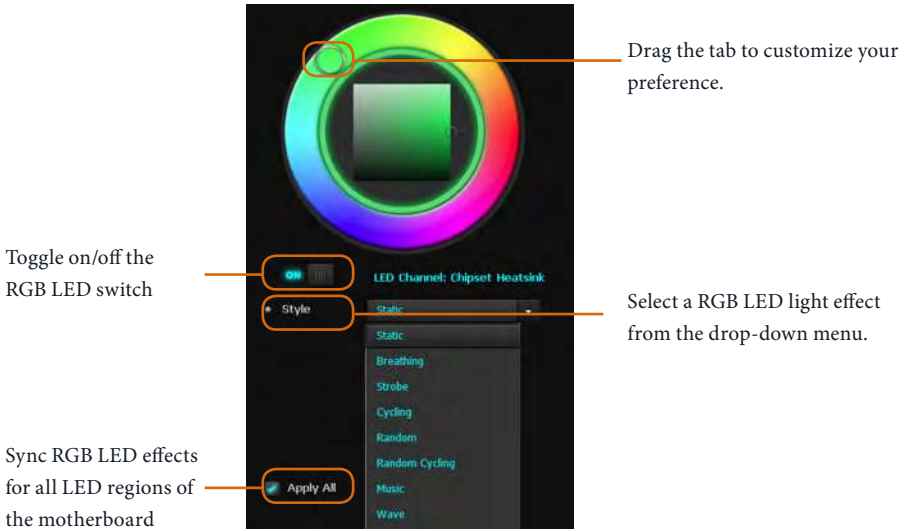 Drag the tab to customize your
preference.
Toggle on/off the
RGB LED switch
ON
LED Channel: Chipset Heatsink
Style
Static
Select a RGB LED light effect
from the drop-down menu.
Static
Breathing
Strobe
Cycling
Random
Random Cycling
Music
Wave
Sync RGB LED effects
for all LED regions of
the motherboard
Apply All